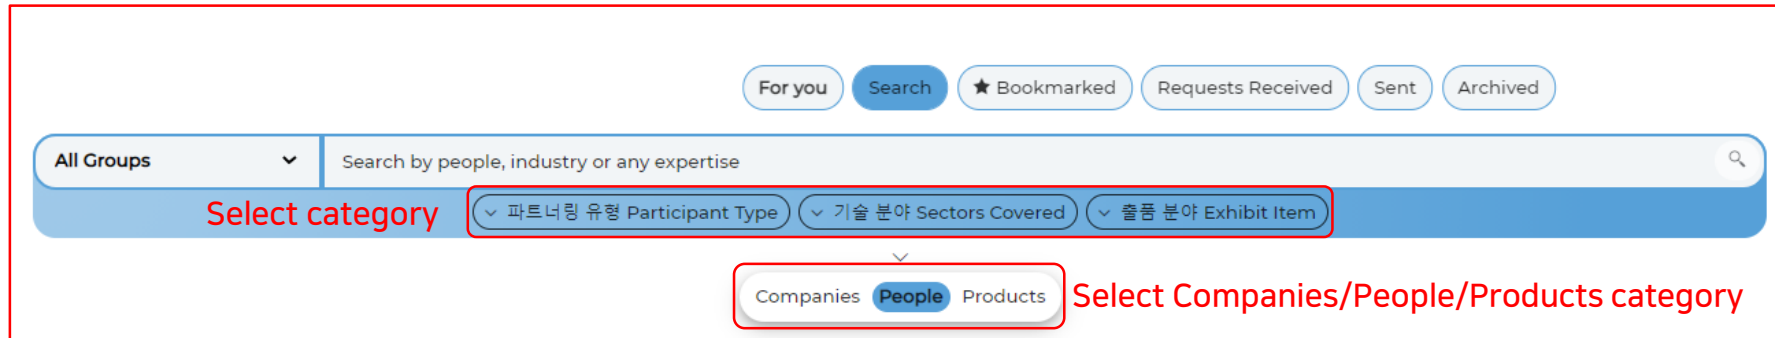 For you Search ★ Bookmarked Requests Received Sent Archived
All Groups Search by people, industry or any expertise
Select category 파트너링 유형 Participant Type 기술 분야 Sectors Covered 출품 분야 Exhibit Item
Companies People Products Select Companies/People/Products category